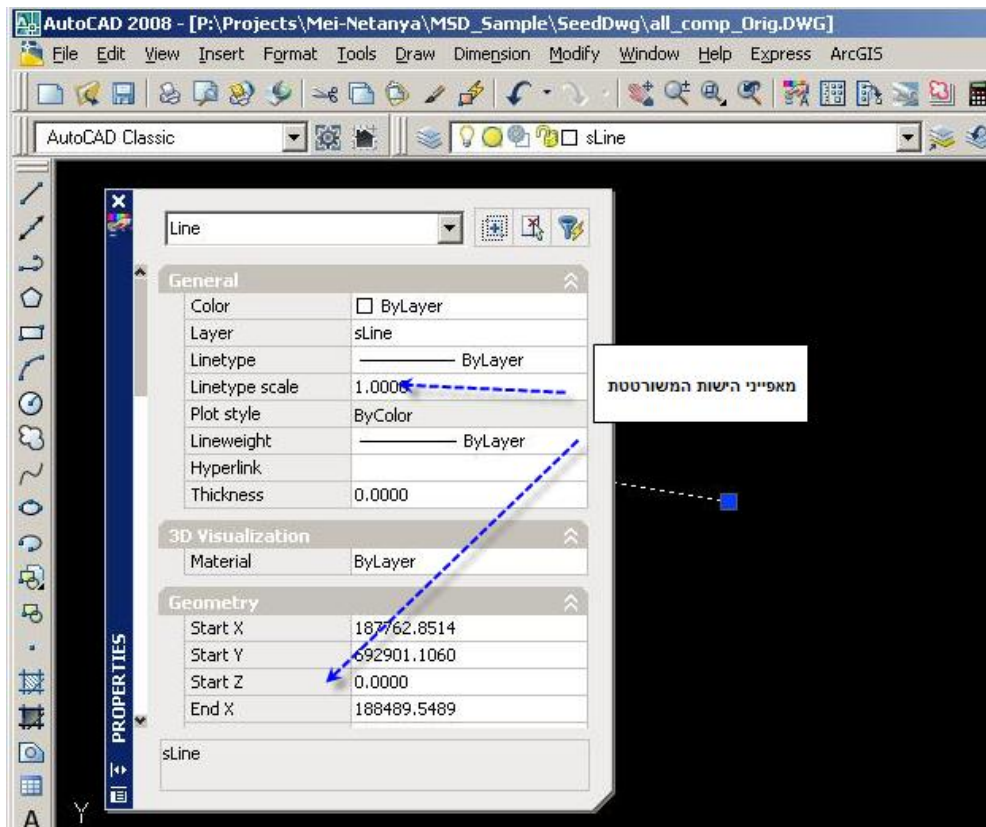 AutoCAD 2008 - [P:\Projects\Mei-Netanya\MSD_Sample\SeedDwg\all_comp_Orig.DWG]
File Edit View Insert Format Tools Draw Dimension Modify Window Help Express ArcGIS
AutoCAD Classic
sLine
Line
General
Color ByLayer
Layer sLine
Linetype ByLayer
Linetype scale 1.0000
Plot style ByColor
Lineweight ByLayer
Hyperlink
Thickness 0.0000
מאפייני הישות המשורטטת
3D Visualization
Material ByLayer
Geometry
Start X 187762.8514
Start Y 692901.1060
Start Z 0.0000
End X 188489.5489
sLine
PROPERTIES
A
Y